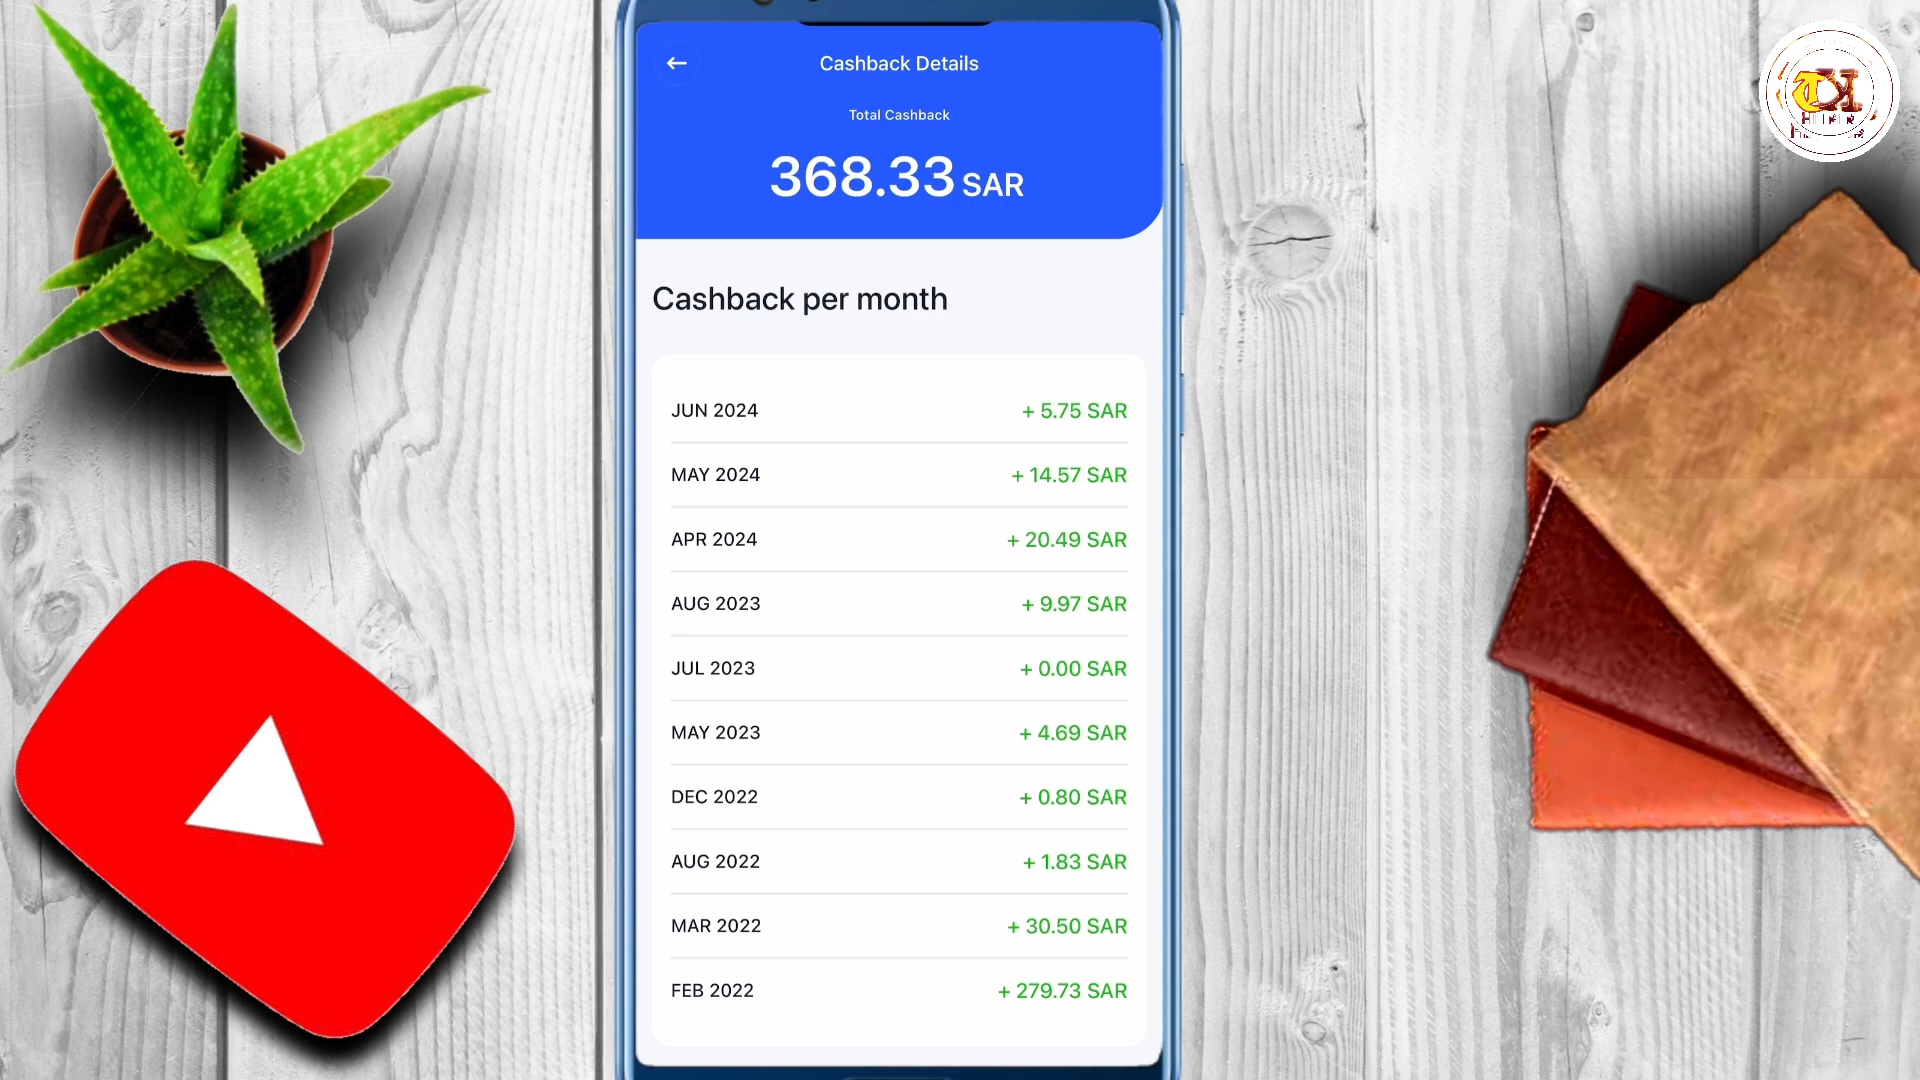 Cashback Details
Total Cashback
368.33 SAR
Cashback per month
JUN 2024 + 5.75 SAR
MAY 2024 + 14.57 SAR
APR 2024 + 20.49 SAR
AUG 2023 + 9.97 SAR
JUL 2023 + 0.00 SAR
MAY 2023 + 4.69 SAR
DEC 2022 + 0.80 SAR
AUG 2022 + 1.83 SAR
MAR 2022 + 30.50 SAR
FEB 2022 + 279.73 SAR